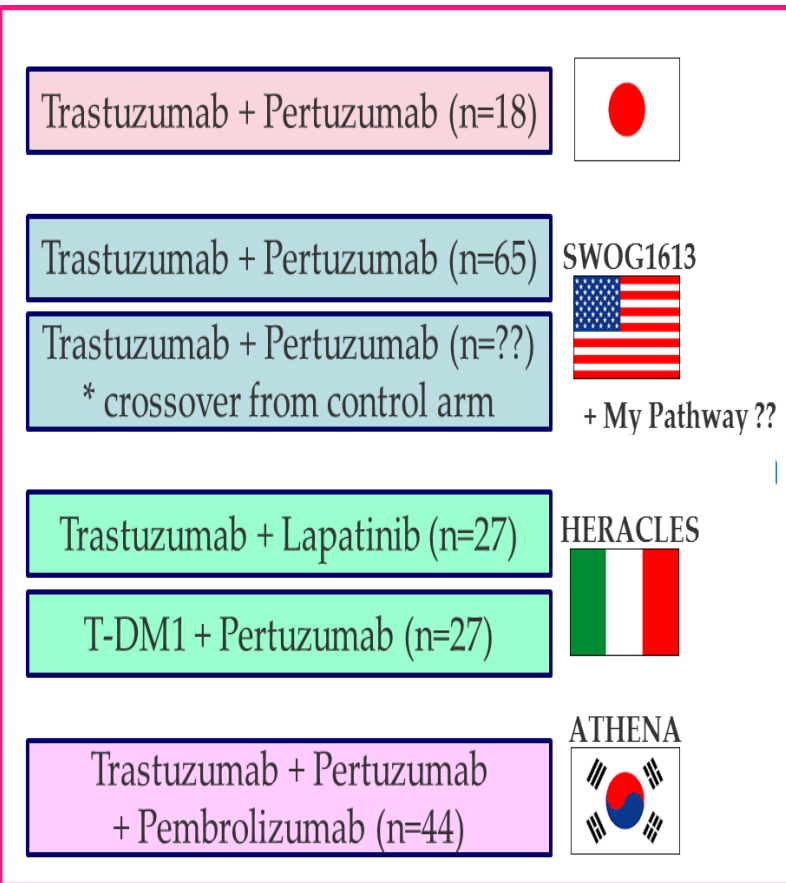 Trastuzumab + Pertuzumab (n=18)
Trastuzumab + Pertuzumab (n=65)
SWOG1613
Trastuzumab + Pertuzumab (n=??)
* crossover from control arm
+ My Pathway ??
Trastuzumab + Lapatinib (n=27)
HERACLES
T-DM1 + Pertuzumab (n=27)
ATHENA
Trastuzumab + Pertuzumab
+ Pembrolizumab (n=44)